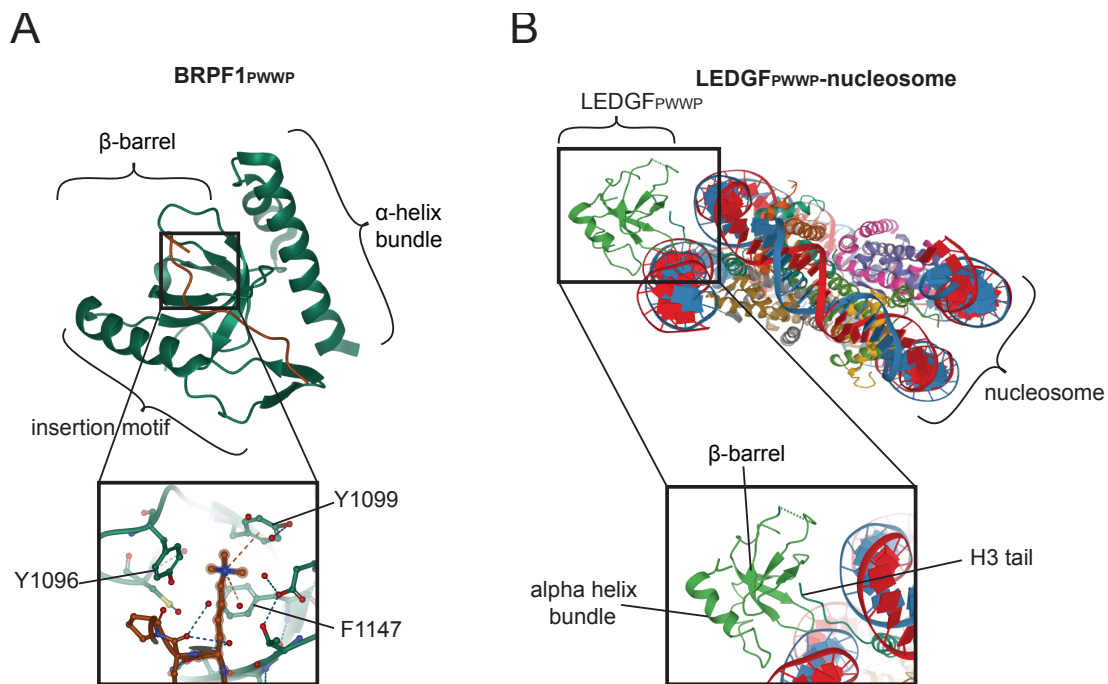 A
BRPF1PWWP
β-barrel
α-helix
bundle
insertion motif
Y1099
Y1096
F1147
B
LEDGFPWWP-nucleosome
LEDGFPWWP
nucleosome
β-barrel
H3 tail
alpha helix
bundle